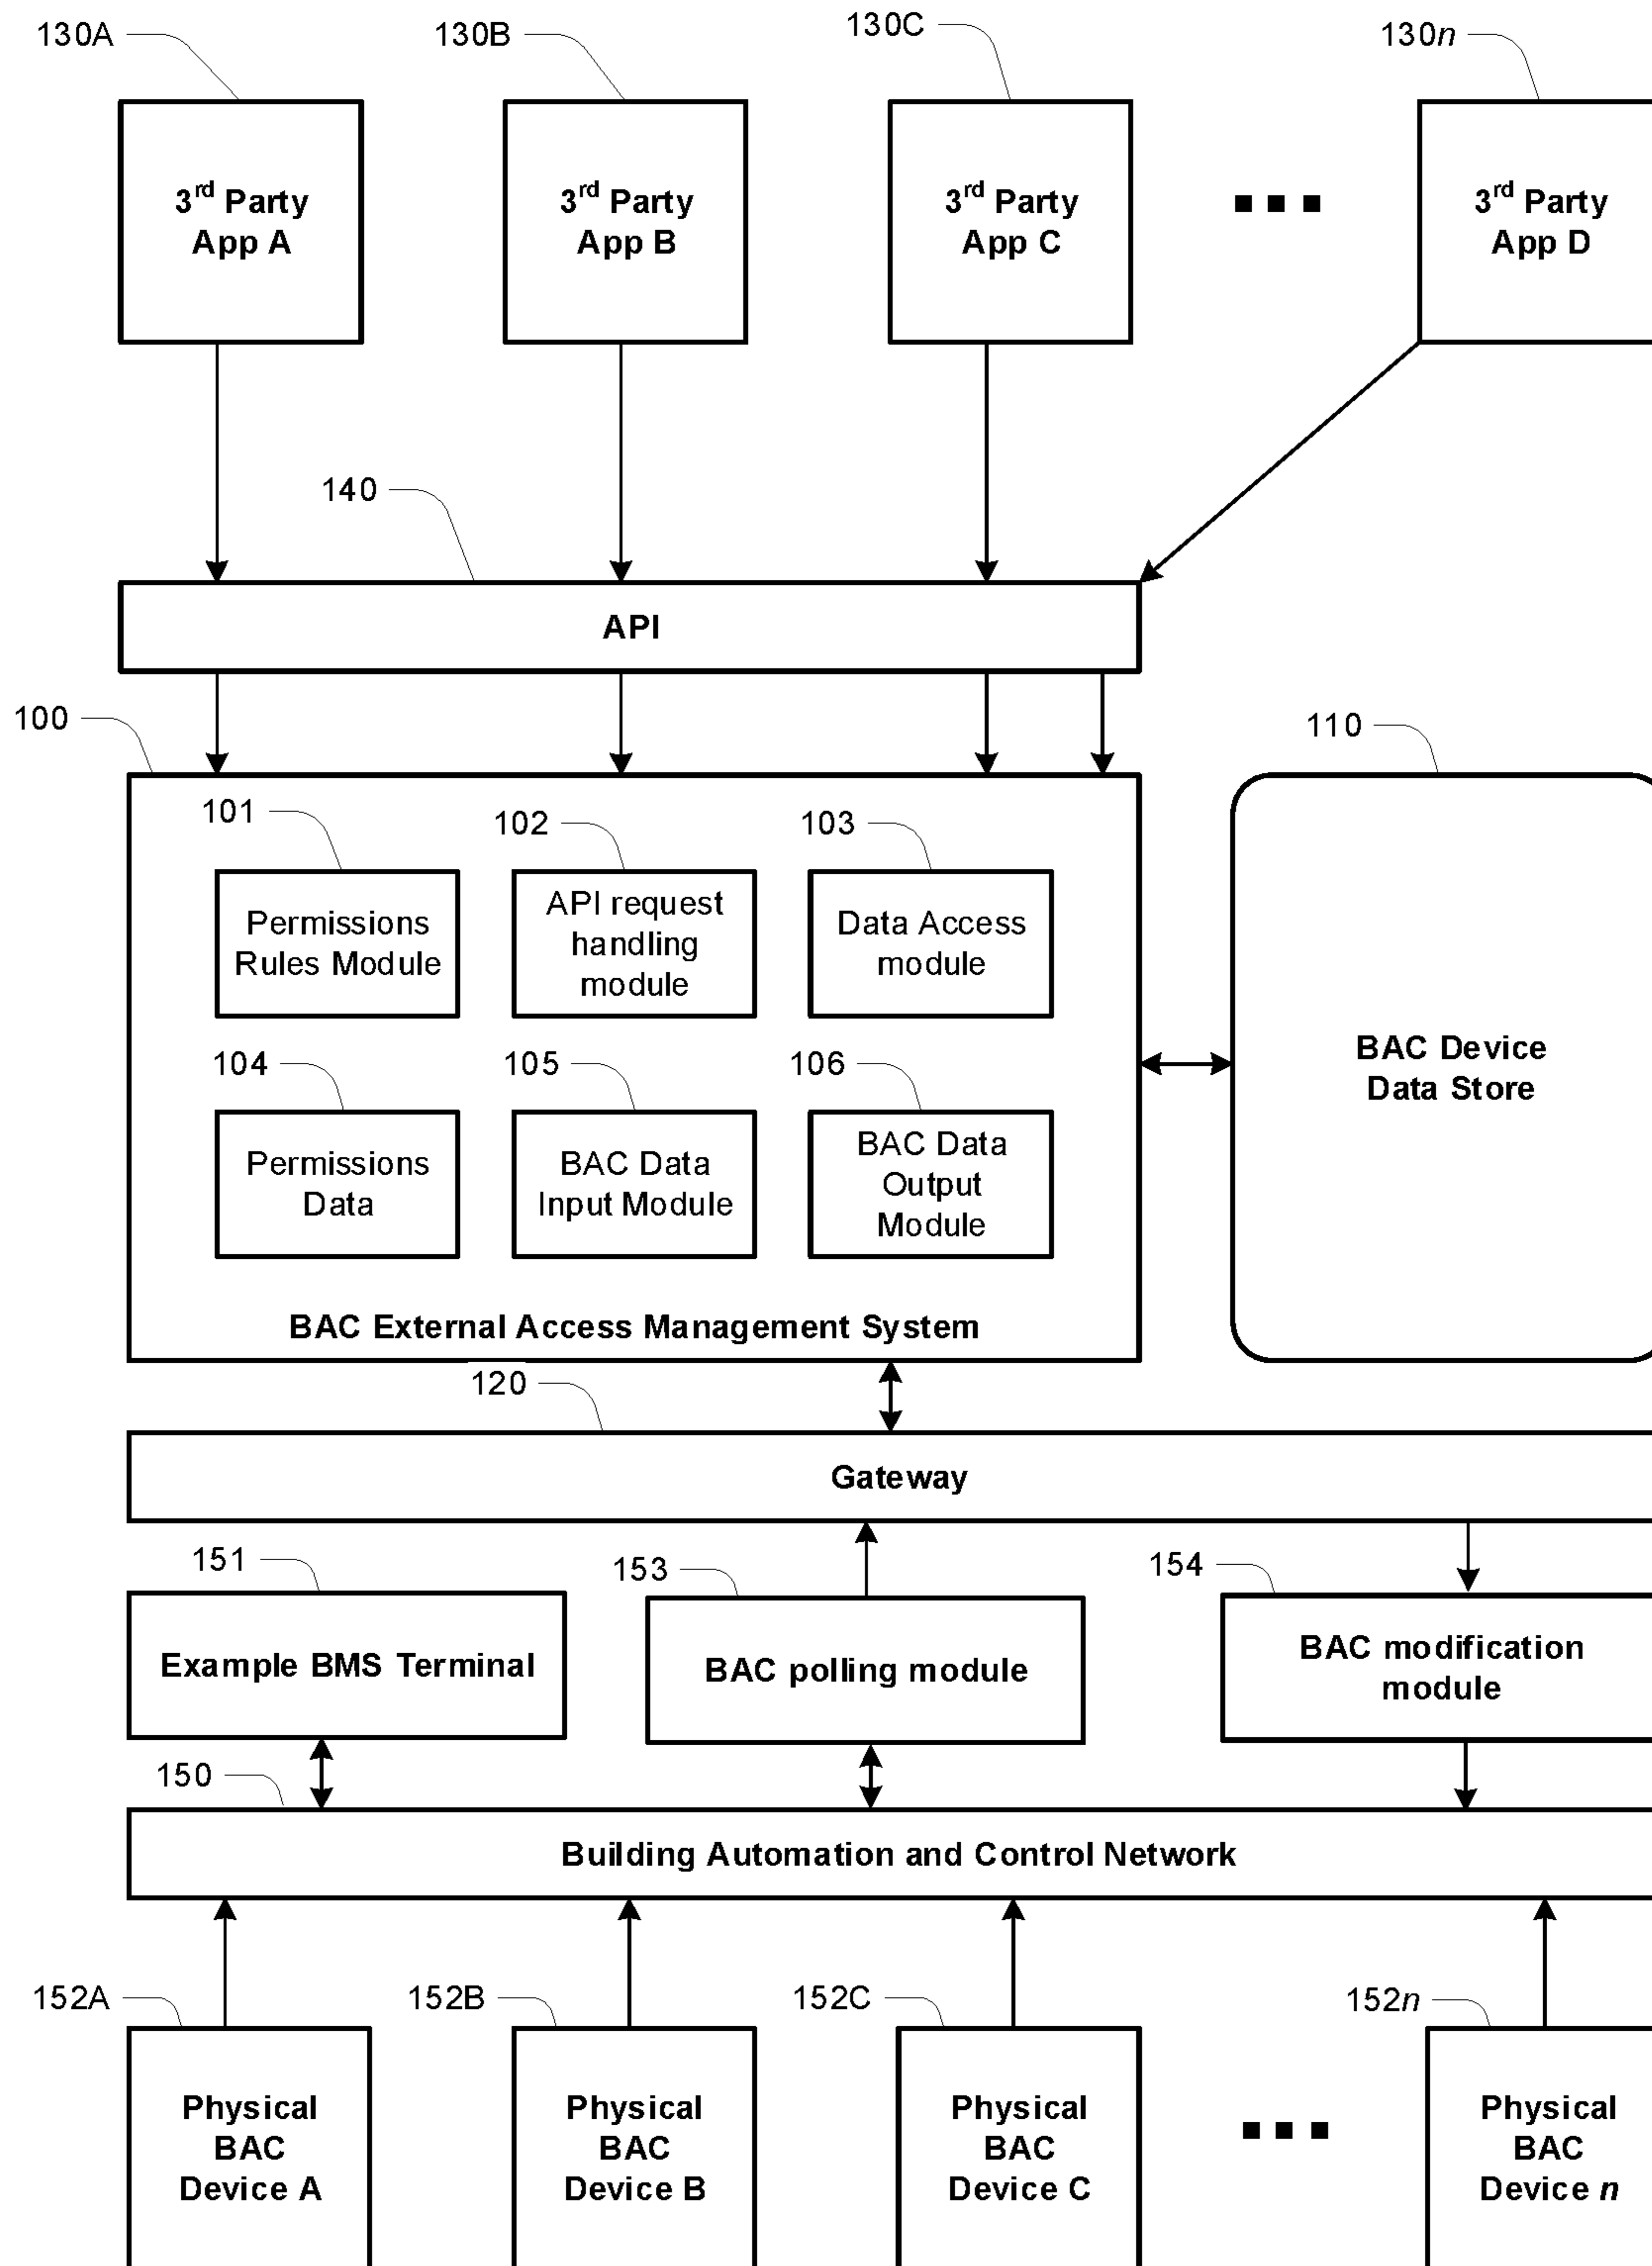 130A
130B
130C
130n
3rd Party
App A
3rd Party
App B
3rd Party
App C
3rd Party
App D
140
API
100
110
101
102
103
Permissions
Rules Module
API request
handling
module
Data Access
module
104
105
106
Permissions
Data
BAC Data
Input Module
BAC Data
Output
Module
BAC External Access Management System
BAC Device
Data Store
120
Gateway
151
153
154
Example BMS Terminal
BAC polling module
BAC modification
module
150
Building Automation and Control Network
152A
152B
152C
152n
Physical
BAC
Device A
Physical
BAC
Device B
Physical
BAC
Device C
Physical
BAC
Device n